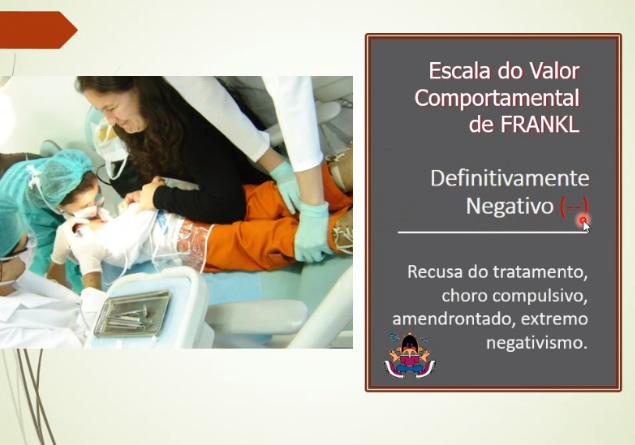 Escala do Valor
Comportamental
de FRANKL
Definitivamente
Negativo (--)
Recusa do tratamento,
choro compulsivo,
amendrontado, extremo
negativismo.